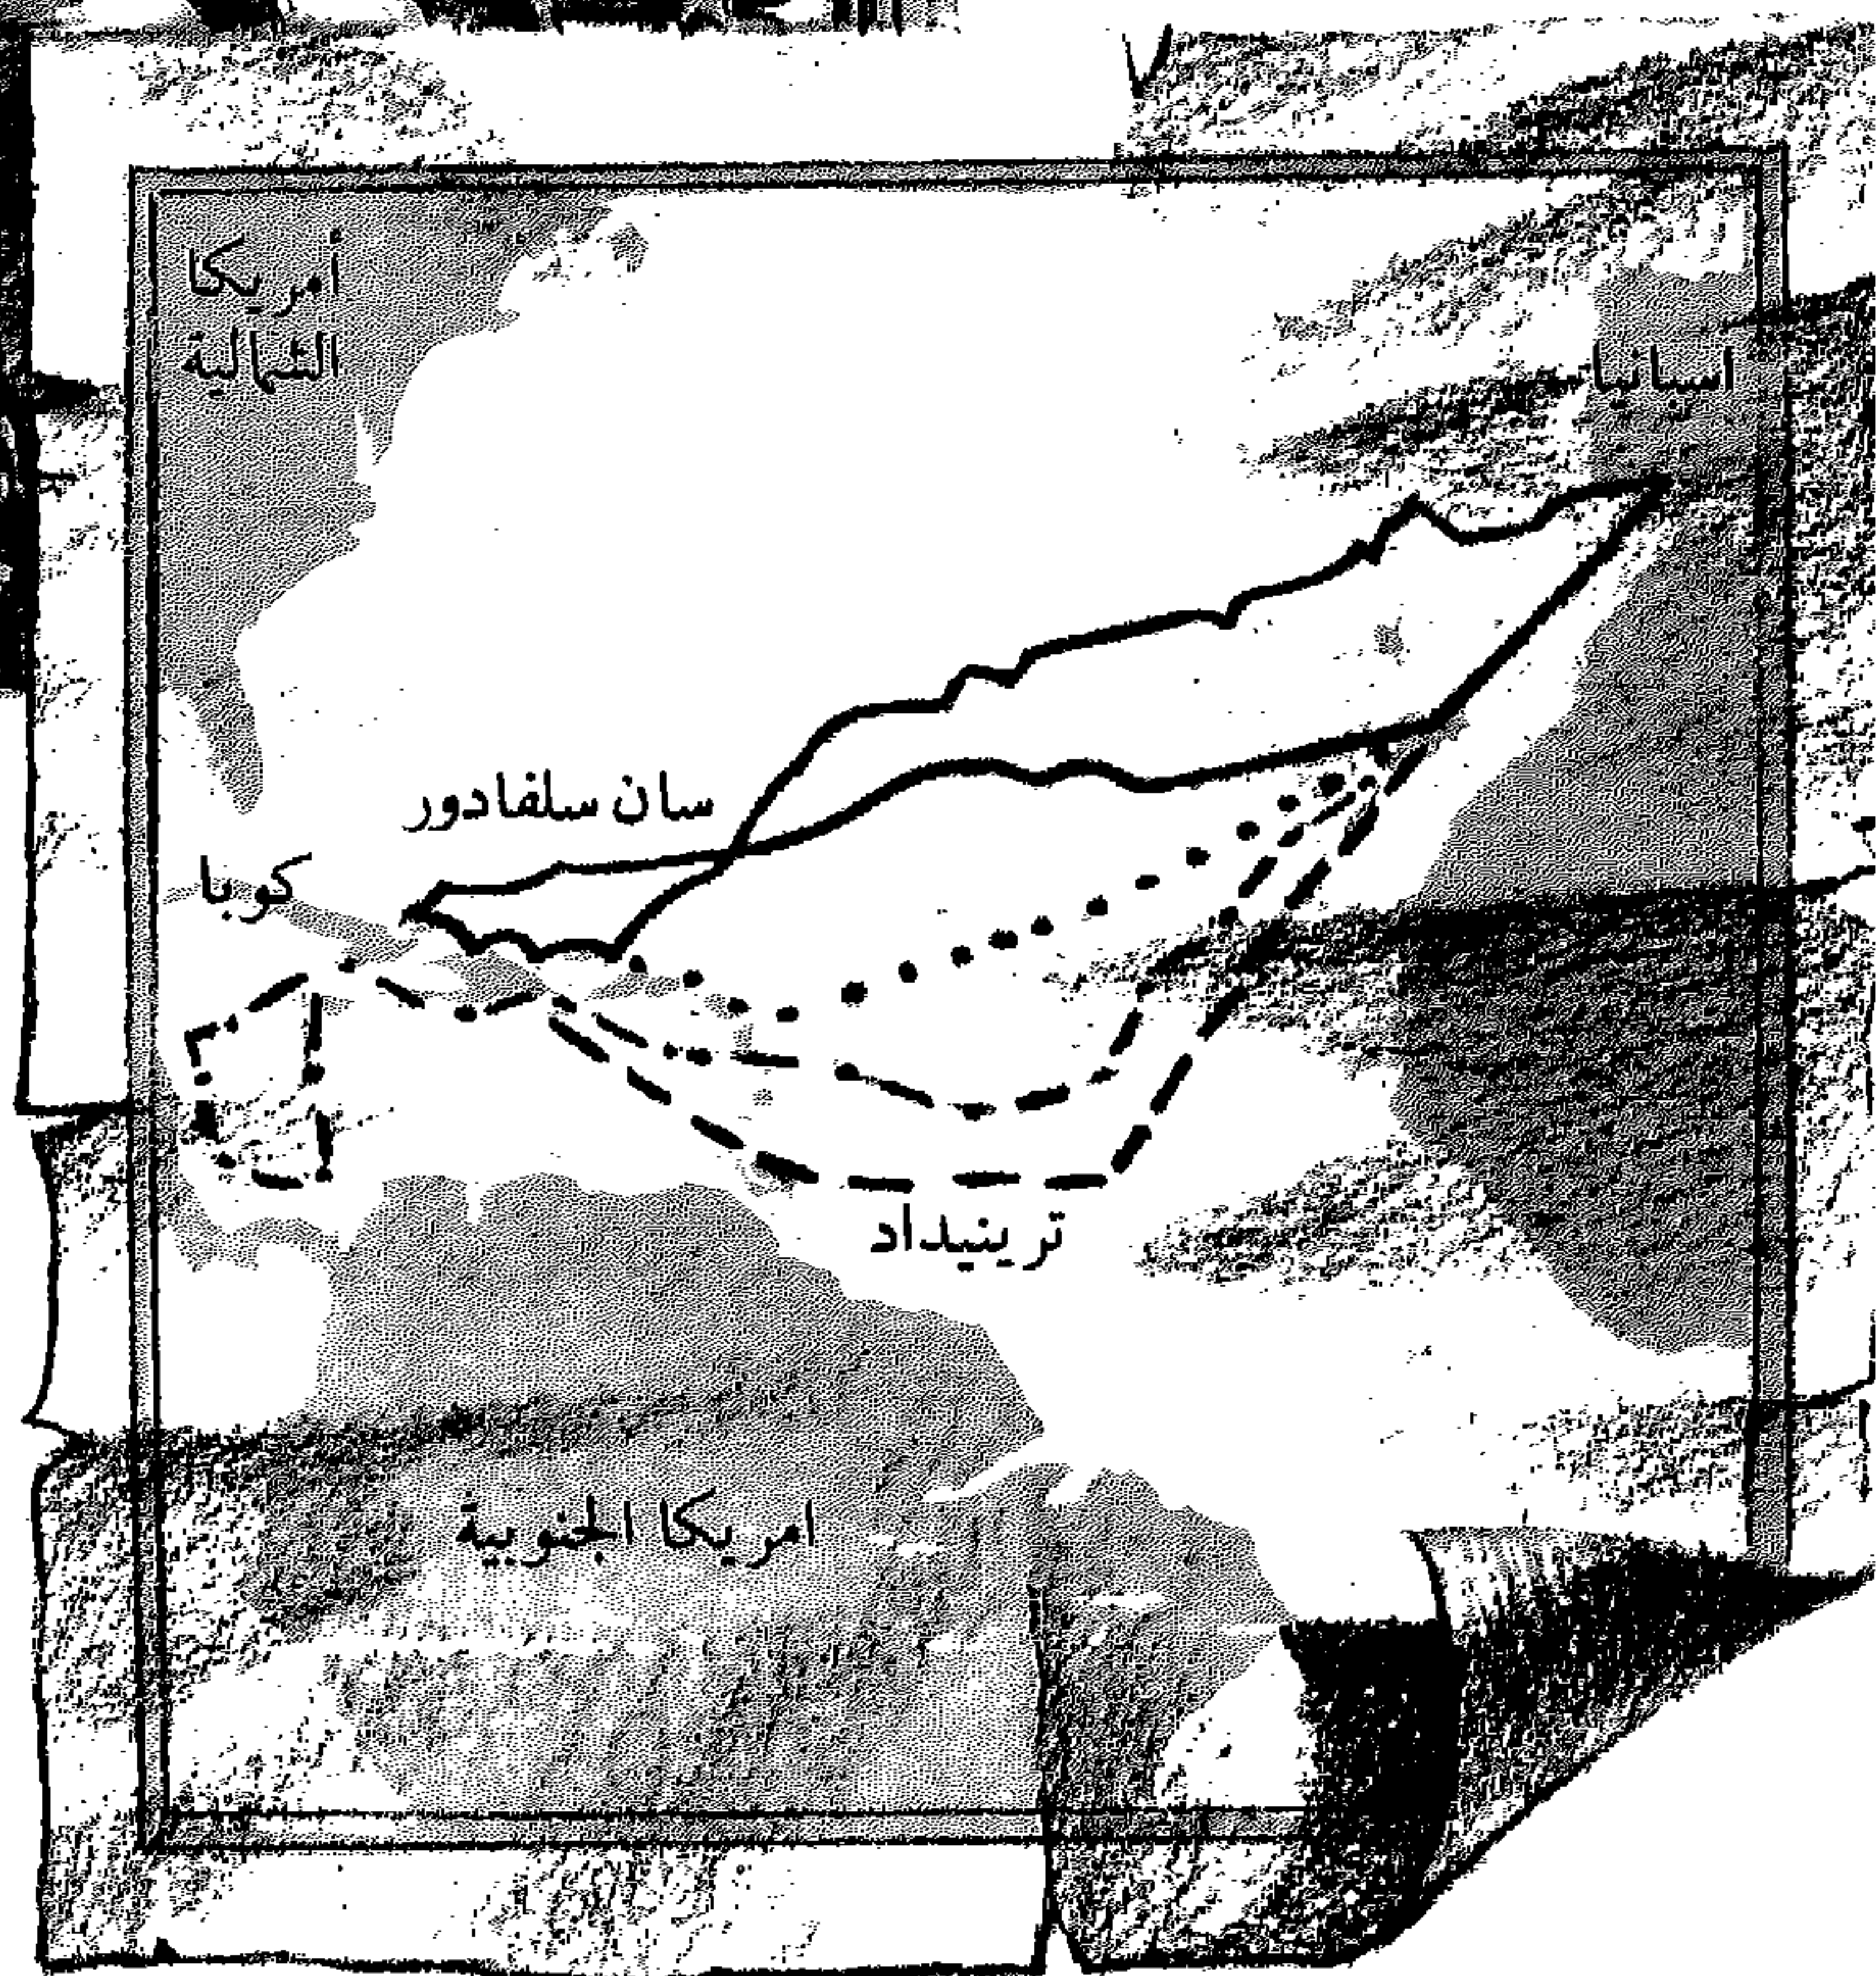 أمريكا
الشمالية
اسبانيا
سان سلفادور
كوبا
ترينيداد
امريكا الجنوبية